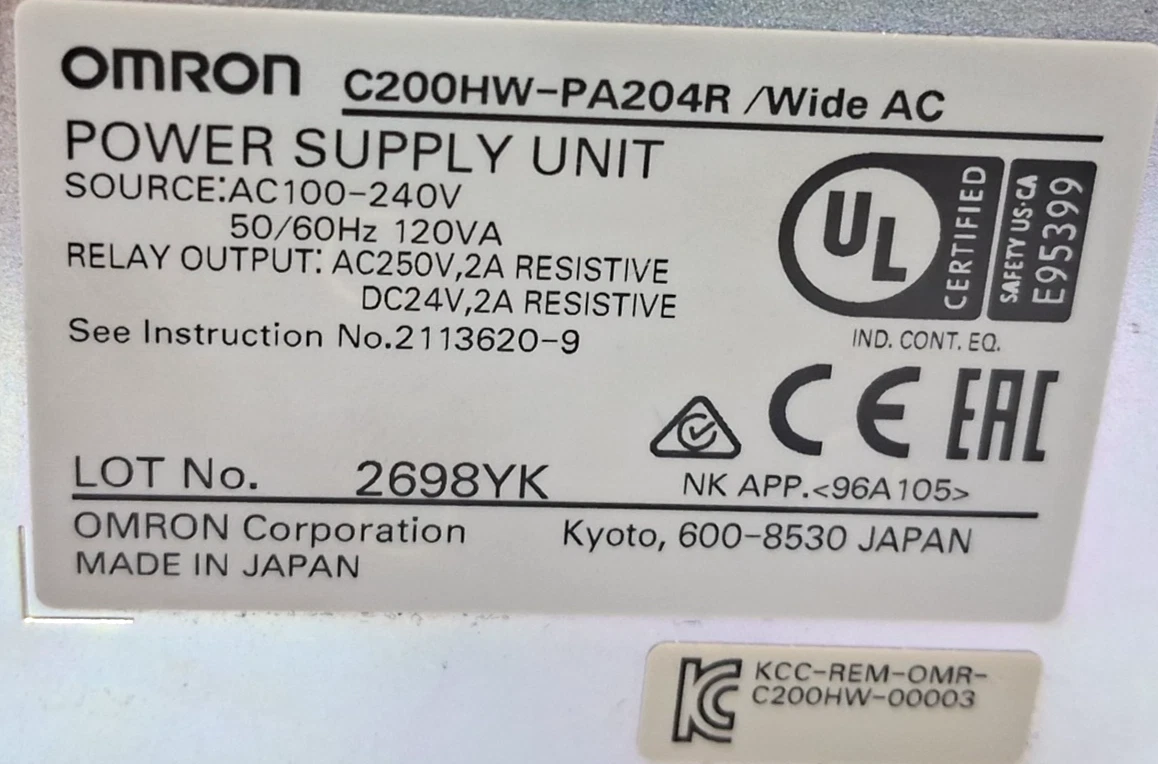 OMRON C200HW-PA204R /Wide AC
POWER SUPPLY UNIT
SOURCE:AC100-240V
50/60Hz 120VA
RELAY OUTPUT: AC250V,2A RESISTIVE
DC24V,2A RESISTIVE
See Instruction No.2113620-9
UL CERTIFIED
SAFETY US·CA
E95399
IND. CONT. EQ.
CE EAC
NK APP.<96A105>
LOT No. 2698YK
OMRON Corporation Kyoto, 600-8530 JAPAN
MADE IN JAPAN
KC KCC-REM-OMR-
C200HW-00003